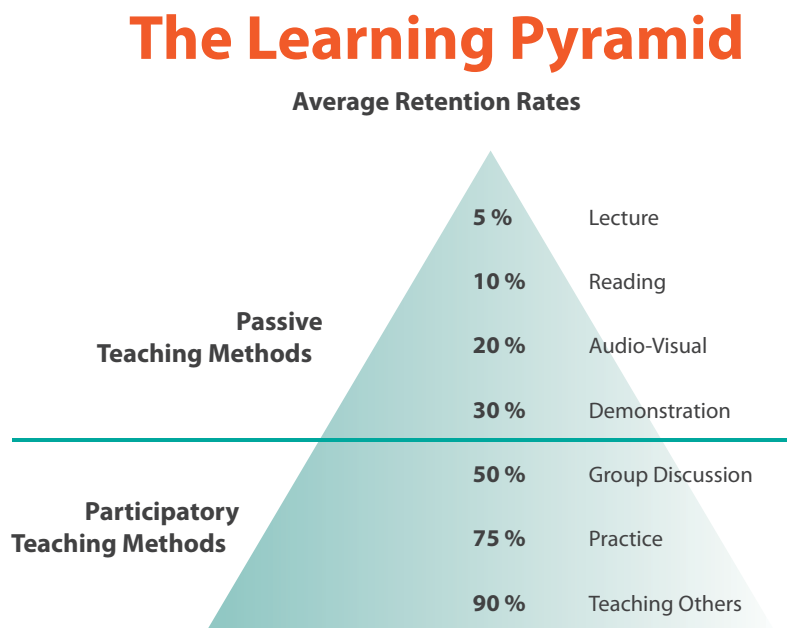 The Learning Pyramid
Average Retention Rates
5 % Lecture
10 % Reading
Passive
Teaching Methods
20 % Audio-Visual
30 % Demonstration
50 % Group Discussion
Participatory
Teaching Methods
75 % Practice
90 % Teaching Others